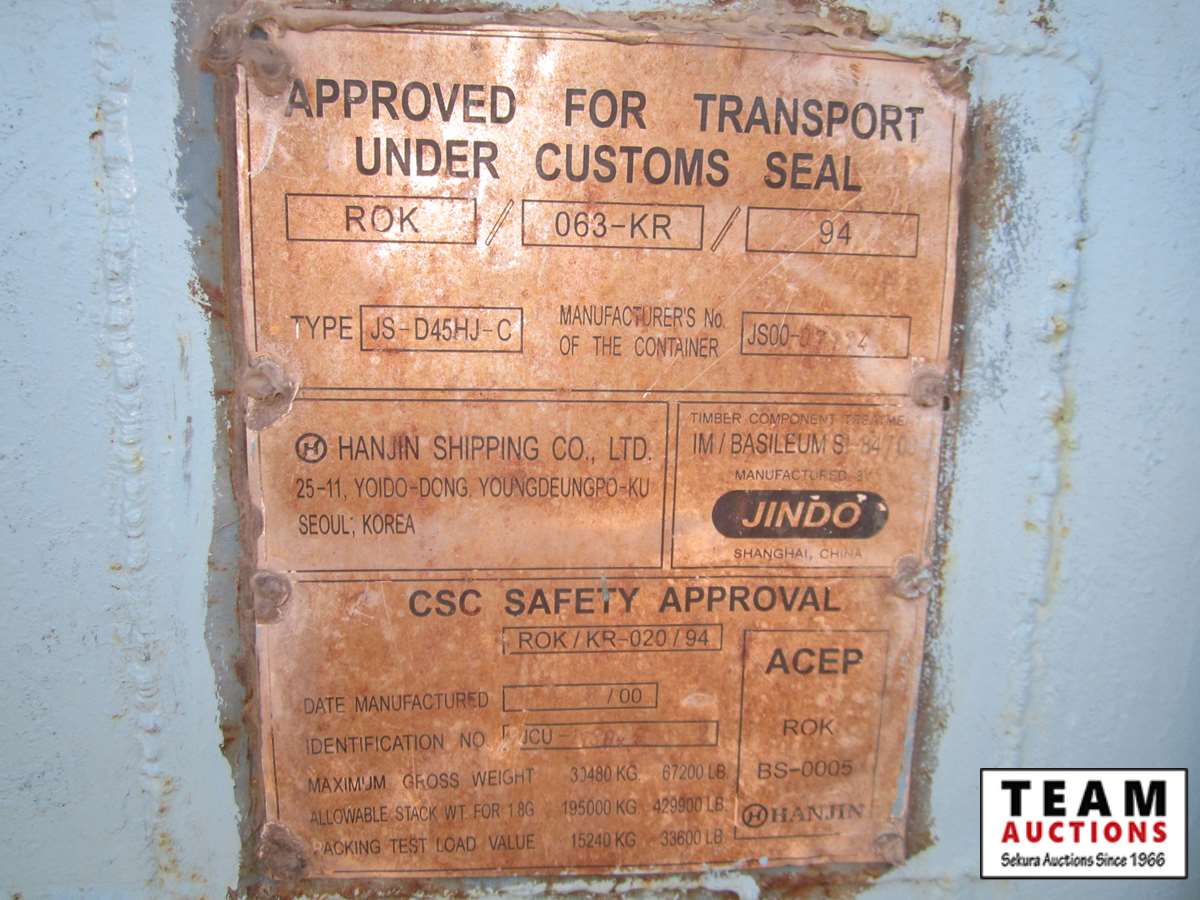 APPROVED FOR TRANSPORT
UNDER CUSTOMS SEAL
ROK / 063-KR / 94
TYPE JS-D45HJ-C
MANUFACTURER'S No.
OF THE CONTAINER
H HANJIN SHIPPING CO., LTD.
25-11, YOIDO-DONG, YOUNGDEUNGPO-KU
SEOUL; KOREA
TIMBER COMPONENT
IM / BASILEUM
MANUFACTURED BY
JINDO
SHANGHAI, CHINA
CSC SAFETY APPROVAL
ROK / KR-020 / 94
DATE MANUFACTURED /00
IDENTIFICATION NO.
MAXIMUM GROSS WEIGHT 30480 KG. 67200 LB.
ALLOWABLE STACK WT. FOR 1.8G 195000 KG 429900 LB.
RACKING TEST LOAD VALUE 15240 KG 33600 LB.
ACEP
ROK
BS-0005
H HANJIN
TEAM
AUCTIONS
Sekura Auctions Since 1966